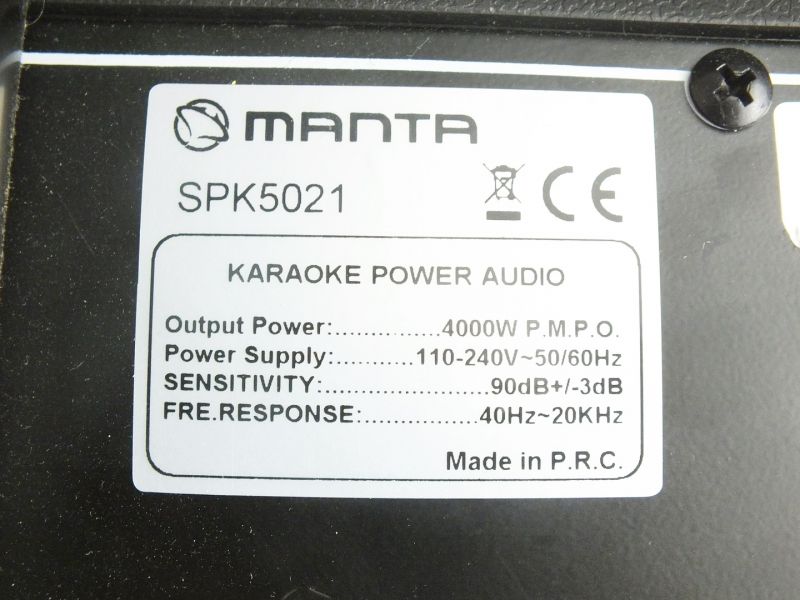 MANTA
SPK5021 CE
KARAOKE POWER AUDIO
Output Power:..............4000W P.M.P.O.
Power Supply:...........110-240V~50/60Hz
SENSITIVITY:.......................90dB+/-3dB
FRE.RESPONSE:................40Hz~20KHz
Made in P.R.C.